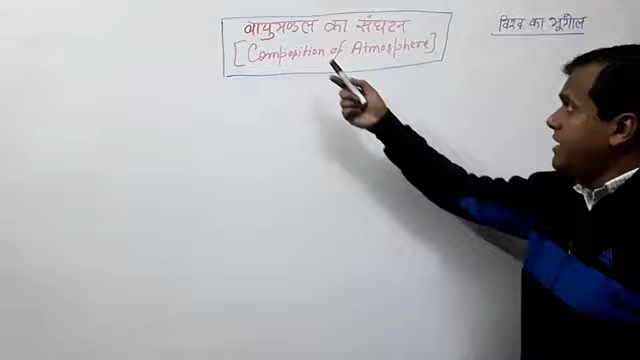 वायुमण्डल का संघटन
[Composition of Atmosphere]
विश्व का भूगोल